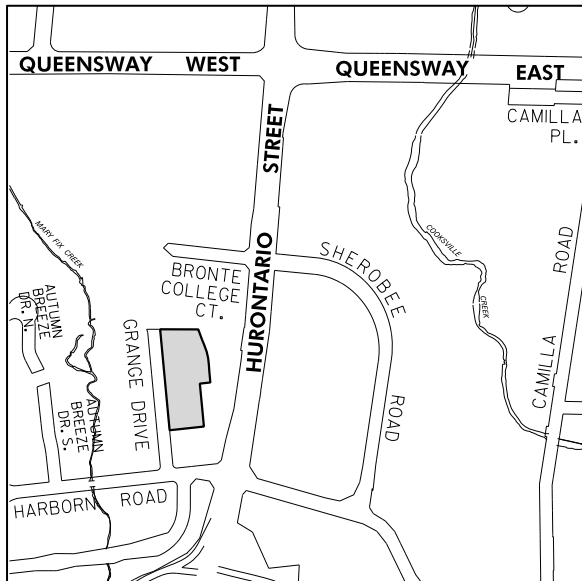 QUEENSWAY WEST
QUEENSWAY EAST
CAMILLA
PL.
HURONTARIO STREET
MARY FIX CREEK
COOKSVILLE
CREEK
SHEROBEE
ROAD
BRONTE
COLLEGE
CT.
CAMILLA ROAD
AUTUMN
BREEZE
DR. N.
GRANGE DRIVE
AUTUMN
BREEZE
DR. S.
HARBORN ROAD